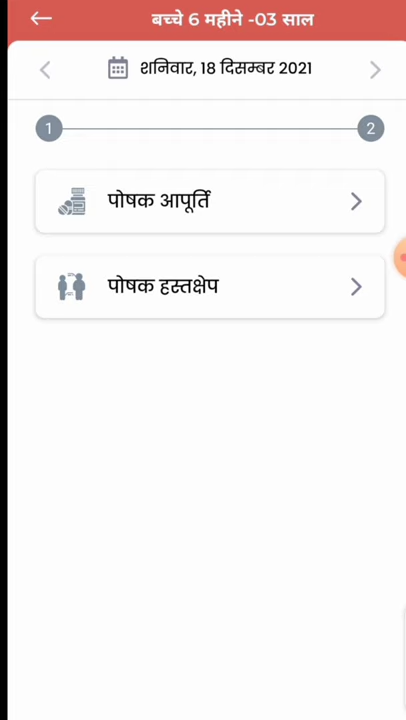 बच्चे 6 महीने -03 साल
शनिवार, 18 दिसम्बर 2021
1
2
पोषक आपूर्ति
पोषक हस्तक्षेप